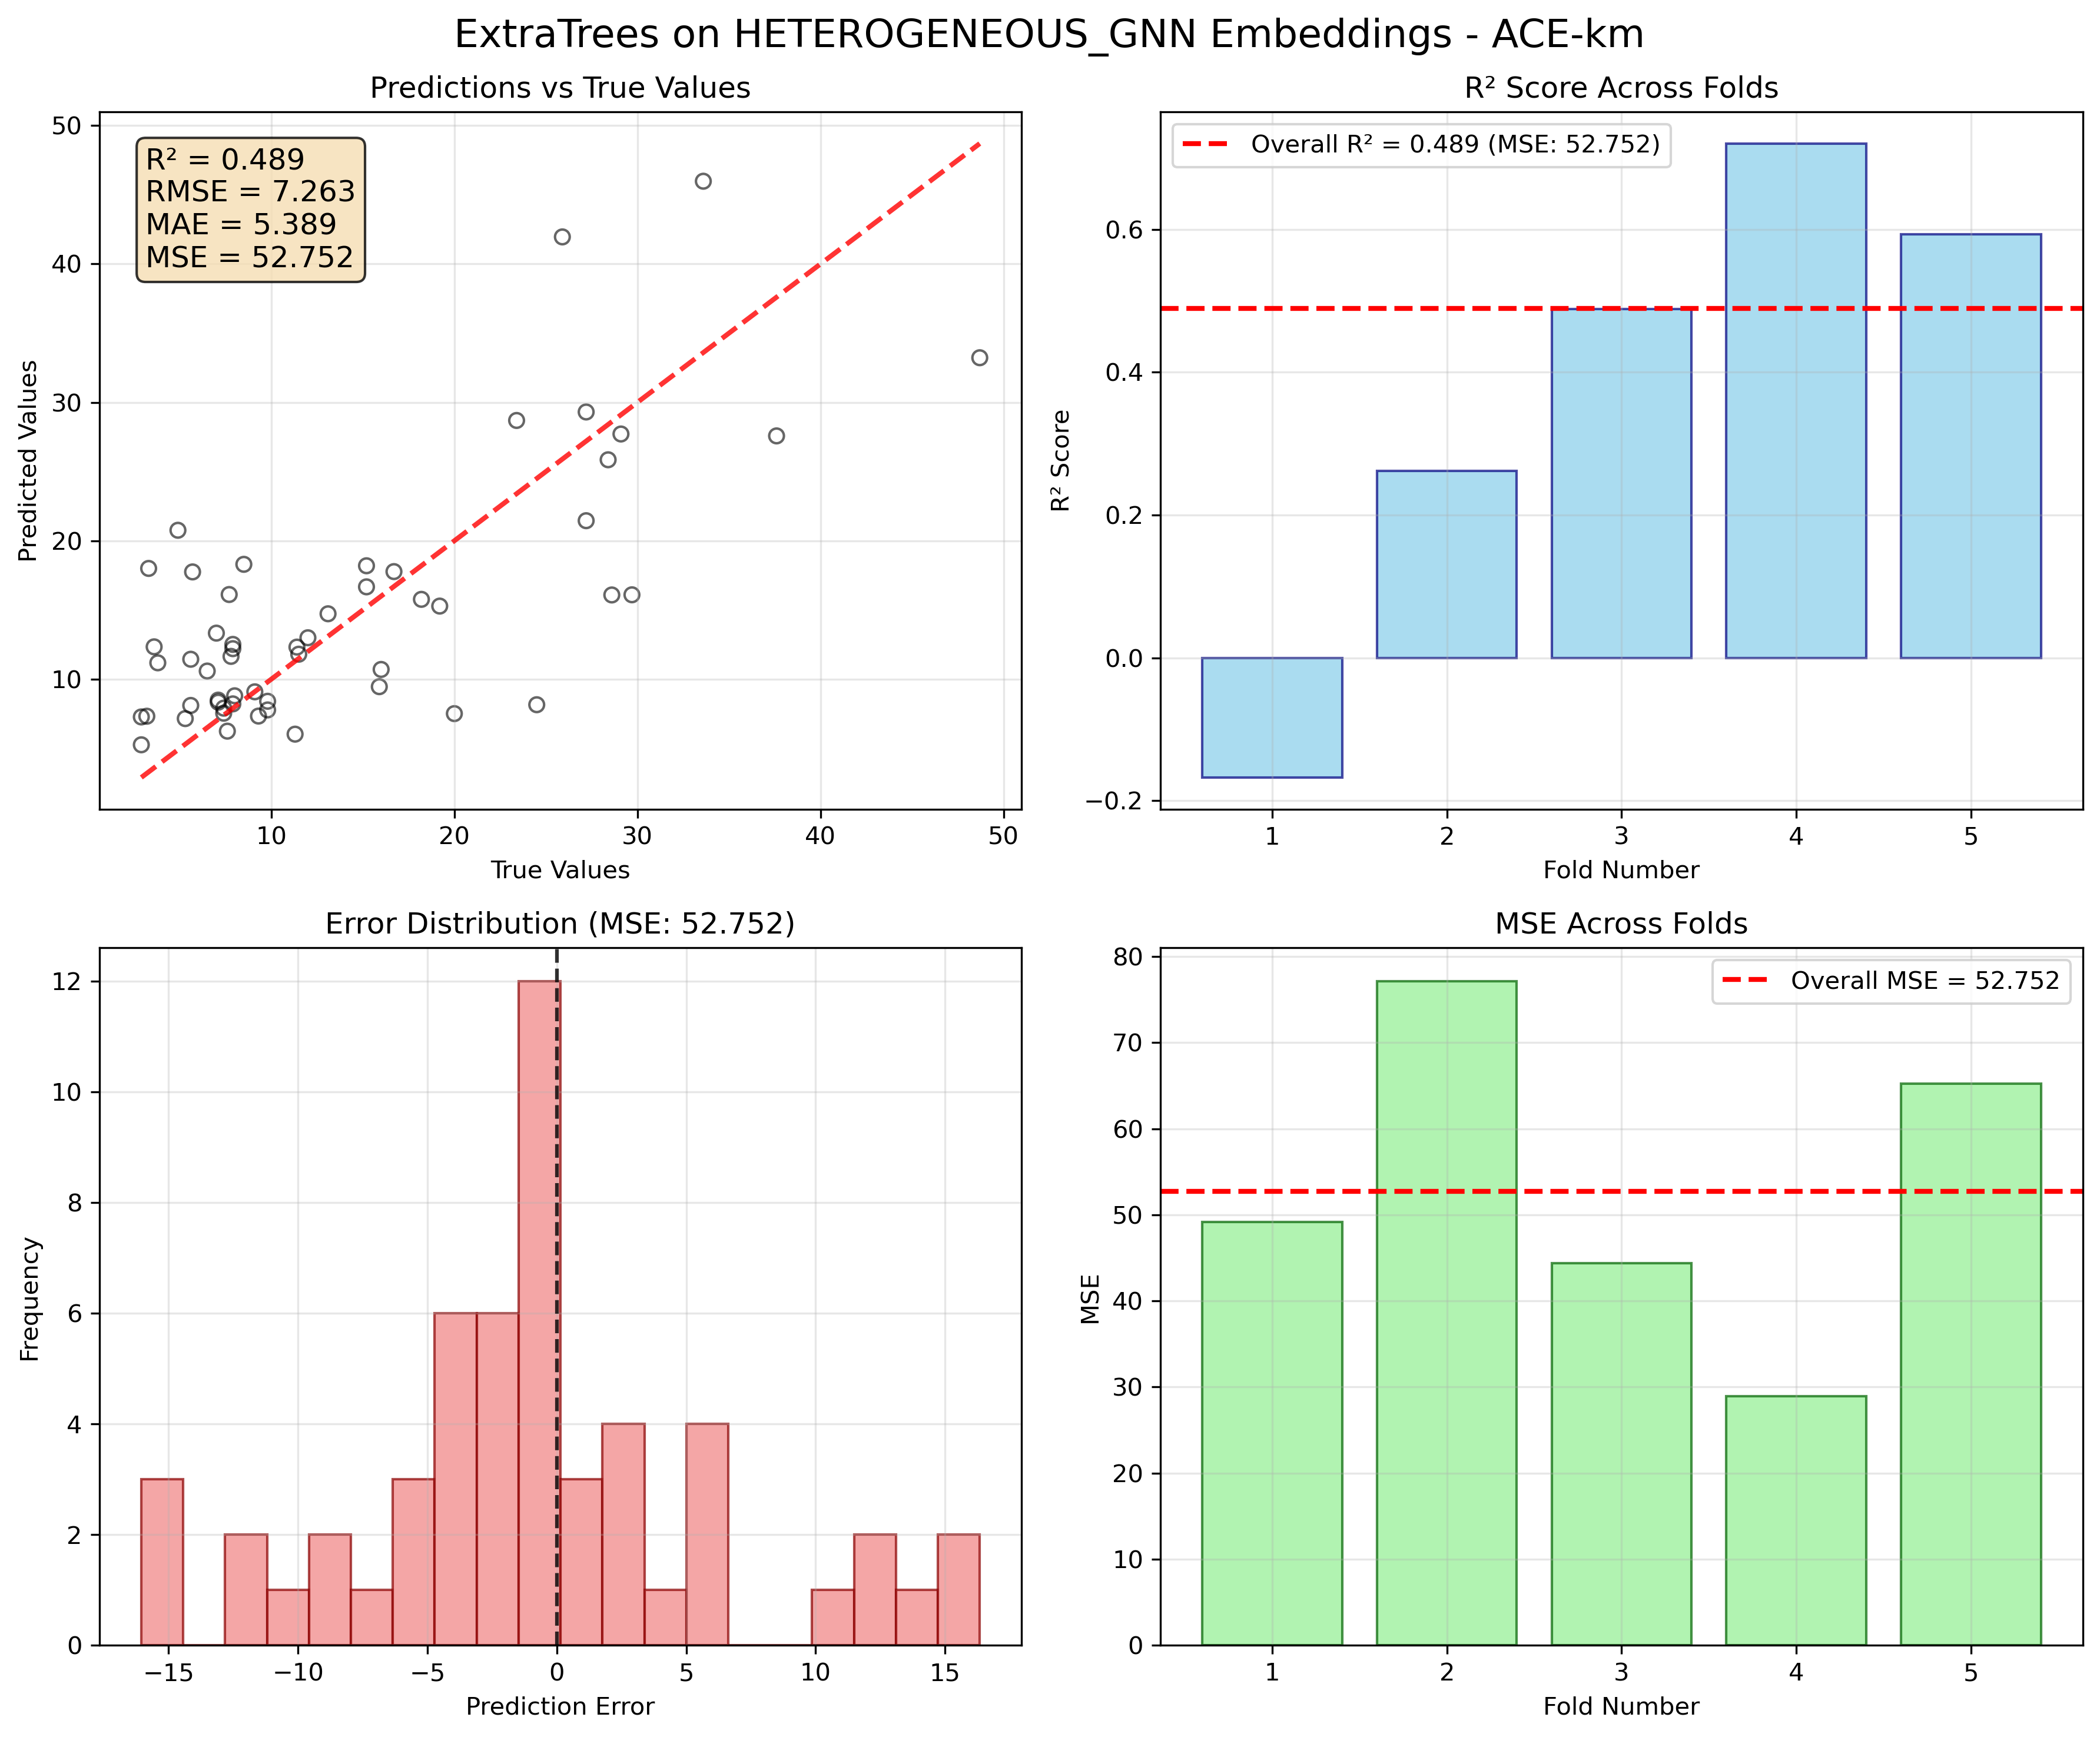 ExtraTrees on HETEROGENEOUS_GNN Embeddings - ACE-km
Predictions vs True Values
R² = 0.489
RMSE = 7.263
MAE = 5.389
MSE = 52.752
50
40
30
20
10
Predicted Values
10 20 30 40 50
True Values
R² Score Across Folds
Overall R² = 0.489 (MSE: 52.752)
0.6
0.4
0.2
0.0
−0.2
R² Score
1 2 3 4 5
Fold Number
Error Distribution (MSE: 52.752)
12
10
8
6
4
2
0
Frequency
−15 −10 −5 0 5 10 15
Prediction Error
MSE Across Folds
Overall MSE = 52.752
80
70
60
50
40
30
20
10
0
MSE
1 2 3 4 5
Fold Number